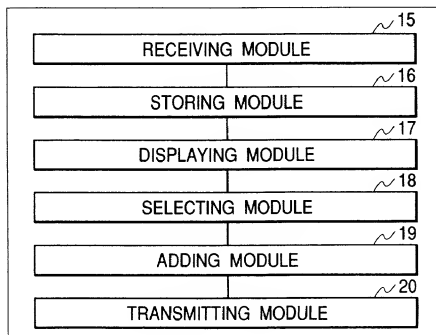 15
RECEIVING MODULE
16
STORING MODULE
17
DISPLAYING MODULE
18
SELECTING MODULE
19
ADDING MODULE
20
TRANSMITTING MODULE